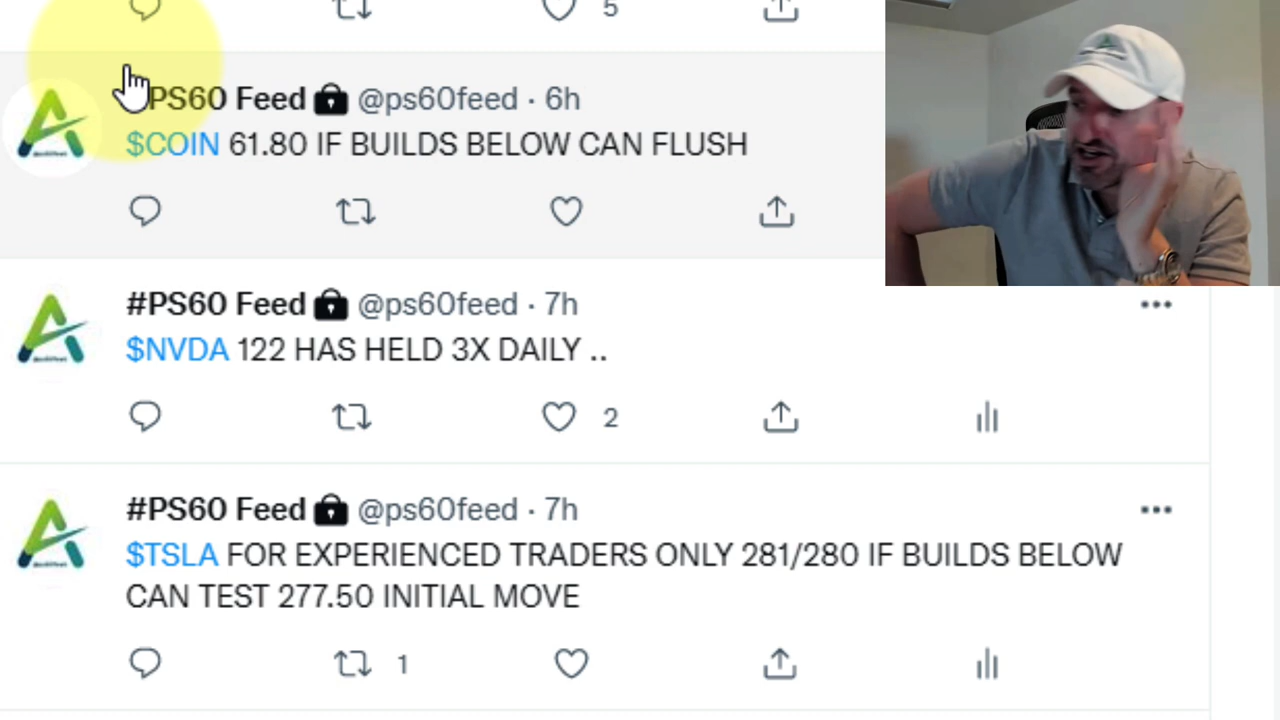 5
#PS60 Feed @ps60feed · 6h
$COIN 61.80 IF BUILDS BELOW CAN FLUSH
#PS60 Feed @ps60feed · 7h
$NVDA 122 HAS HELD 3X DAILY ..
2
#PS60 Feed @ps60feed · 7h
$TSLA FOR EXPERIENCED TRADERS ONLY 281/280 IF BUILDS BELOW
CAN TEST 277.50 INITIAL MOVE
1